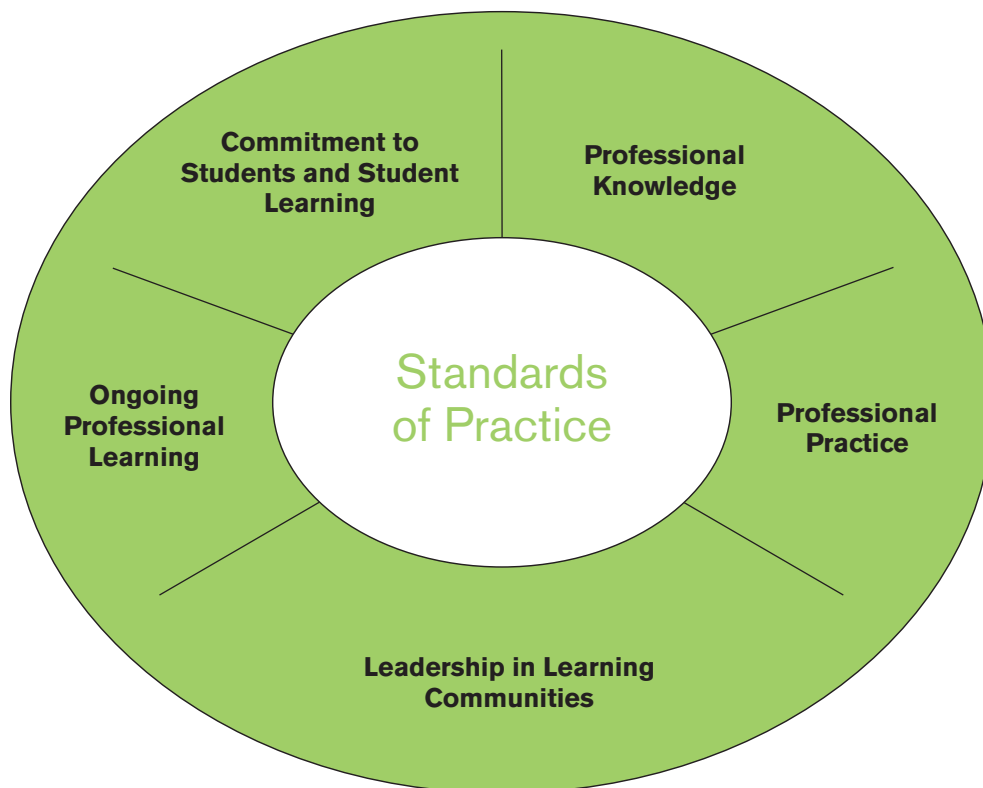 Commitment to
Students and Student
Learning
Professional
Knowledge
Standards
of Practice
Ongoing
Professional
Learning
Professional
Practice
Leadership in Learning
Communities